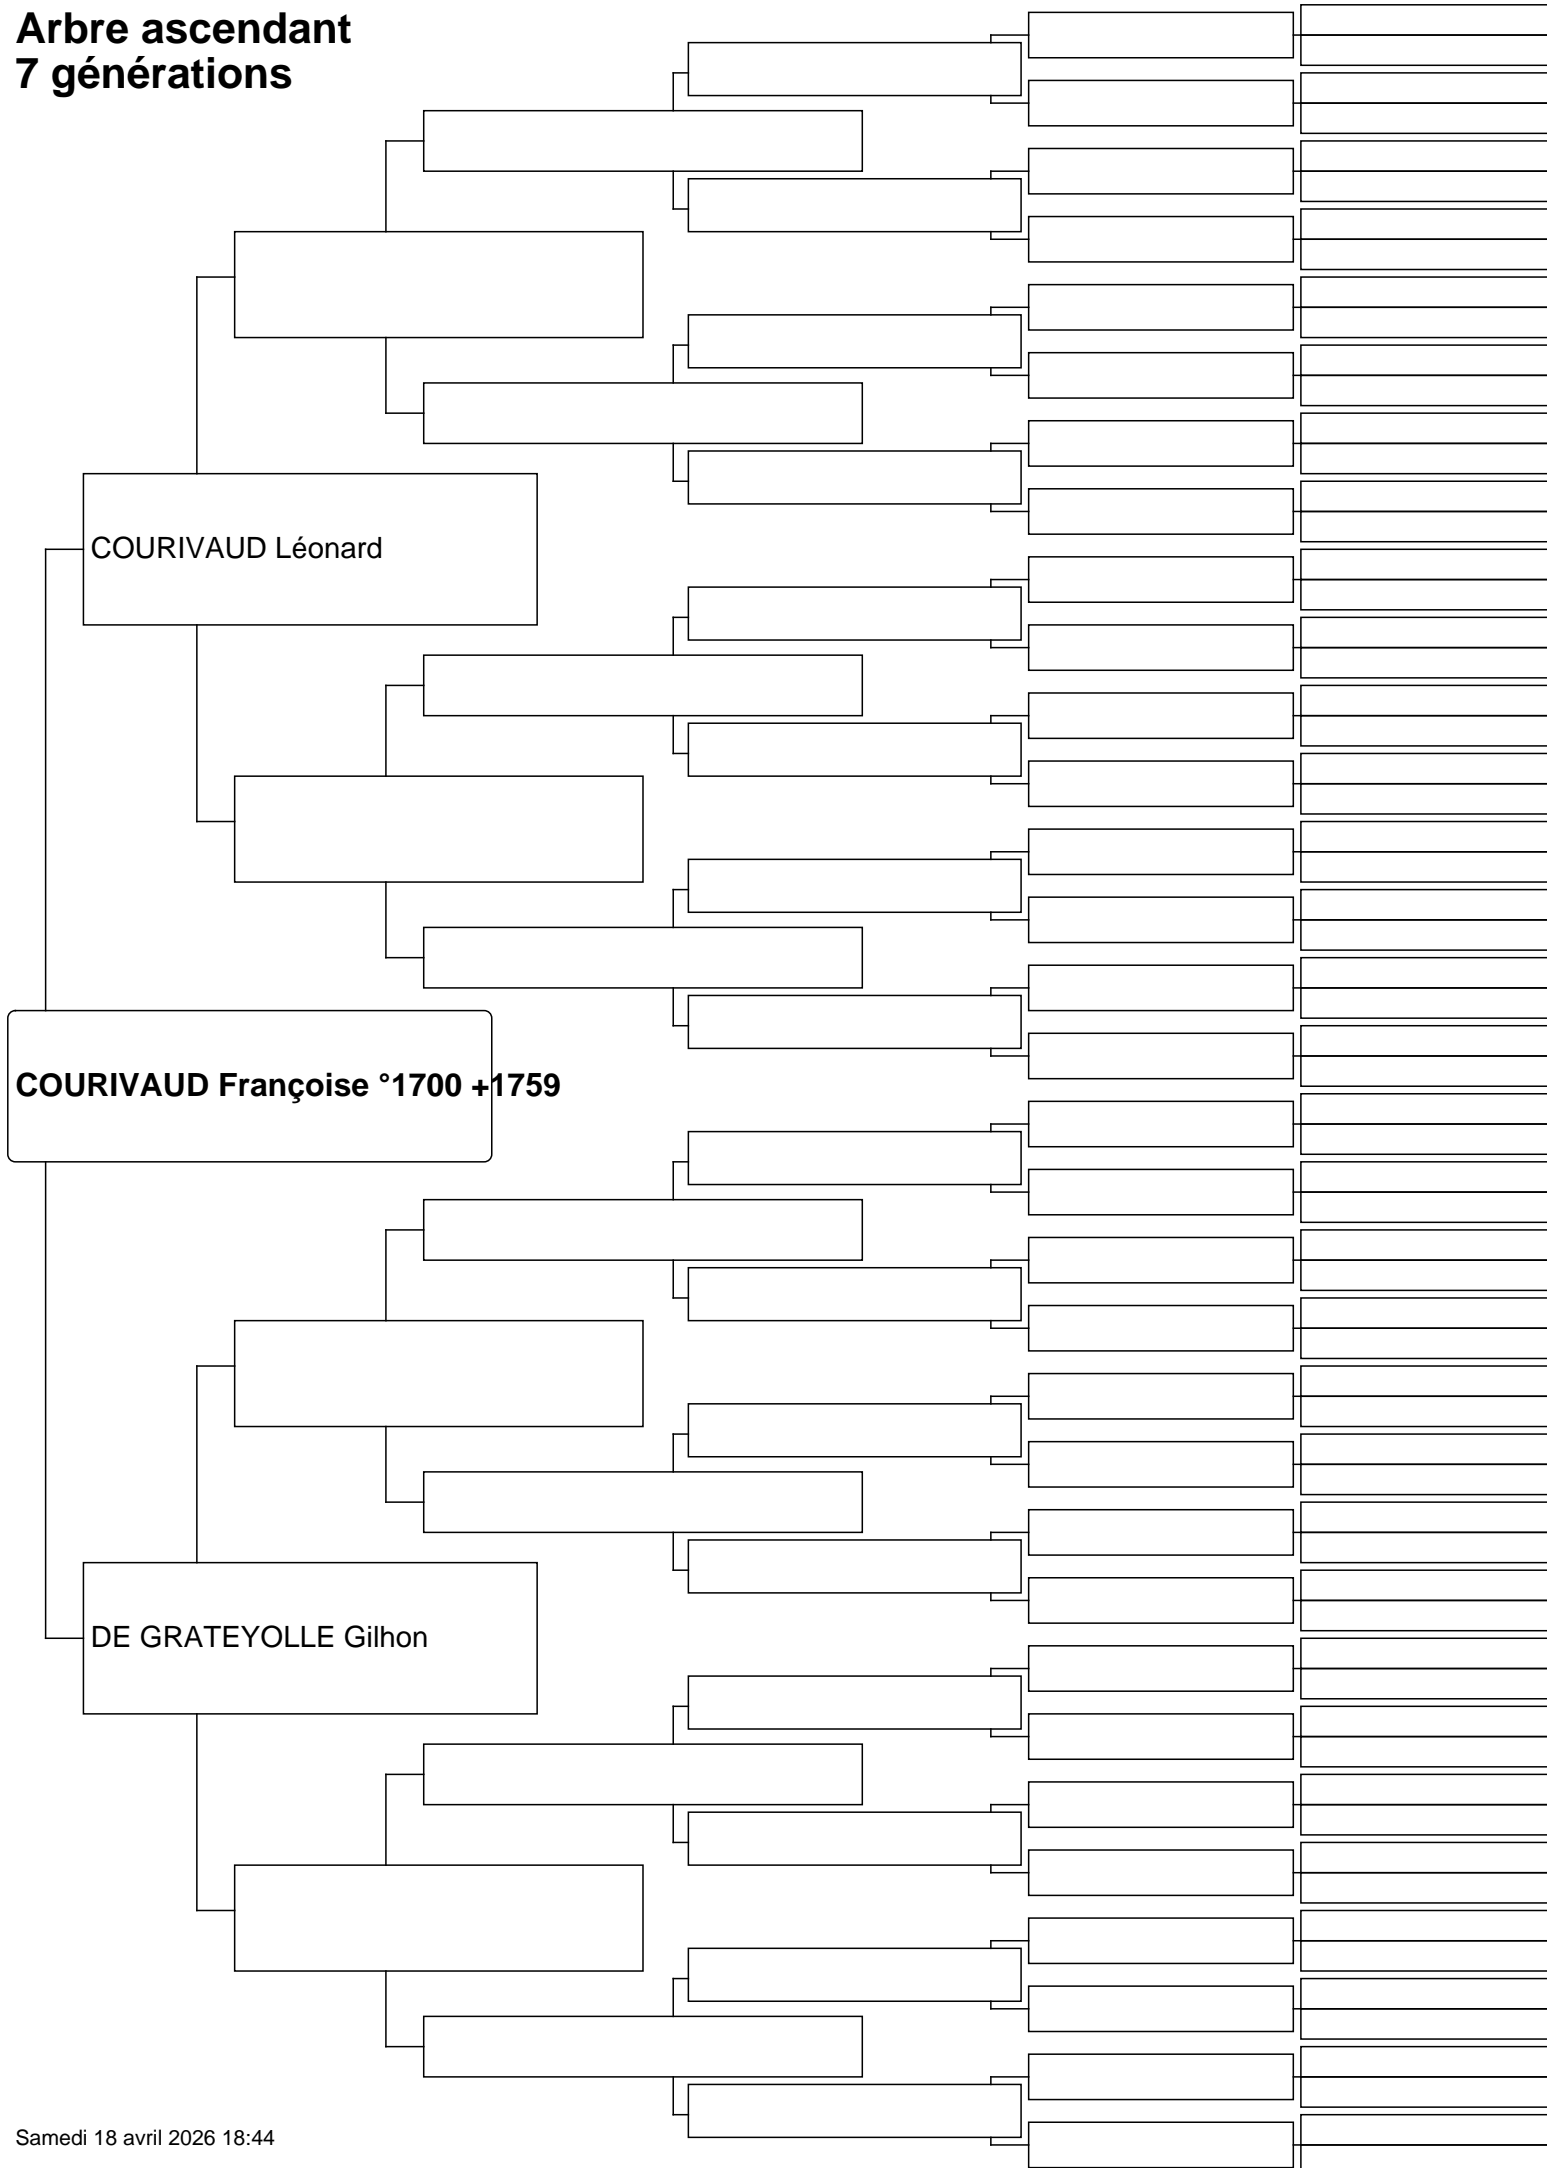 Arbre ascendant
7 générations
COURIVAUD Léonard
COURIVAUD Françoise °1700 +1759
DE GRATEYOLLE Gilhon
Samedi 18 avril 2026 18:44